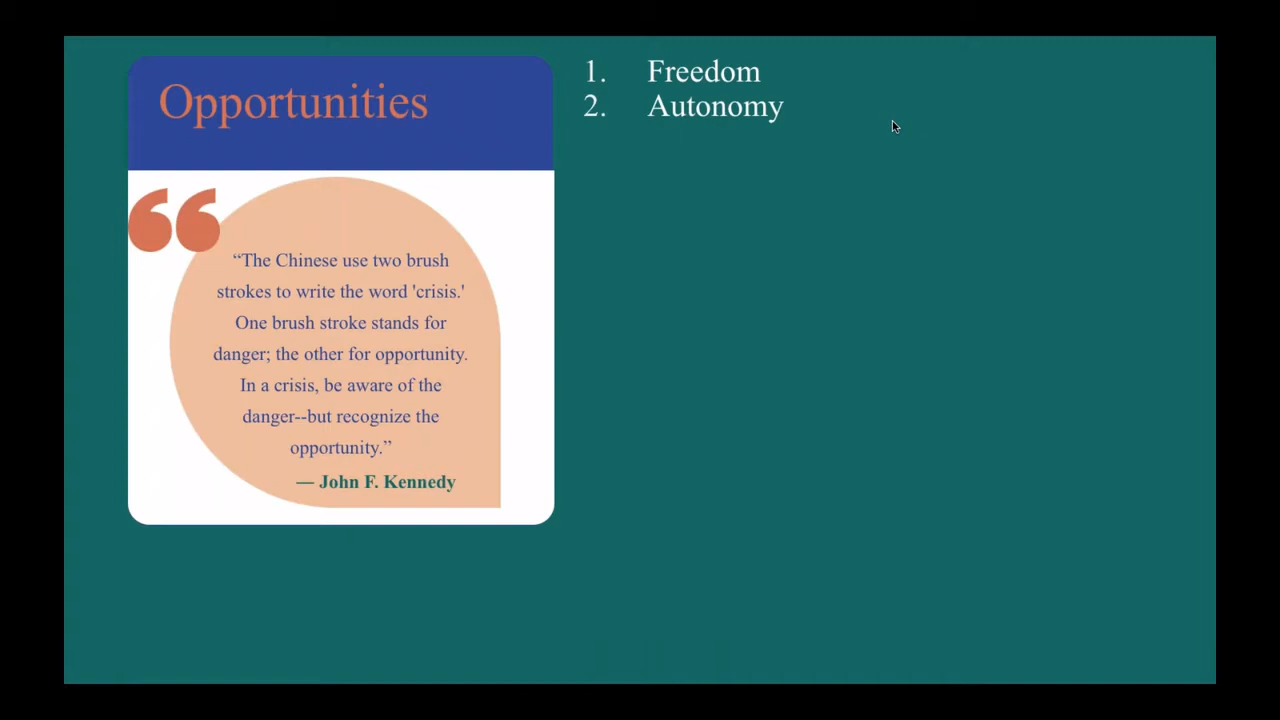 Opportunities
“The Chinese use two brush
strokes to write the word 'crisis.'
One brush stroke stands for
danger; the other for opportunity.
In a crisis, be aware of the
danger--but recognize the
opportunity.”
— John F. Kennedy
1. Freedom
2. Autonomy